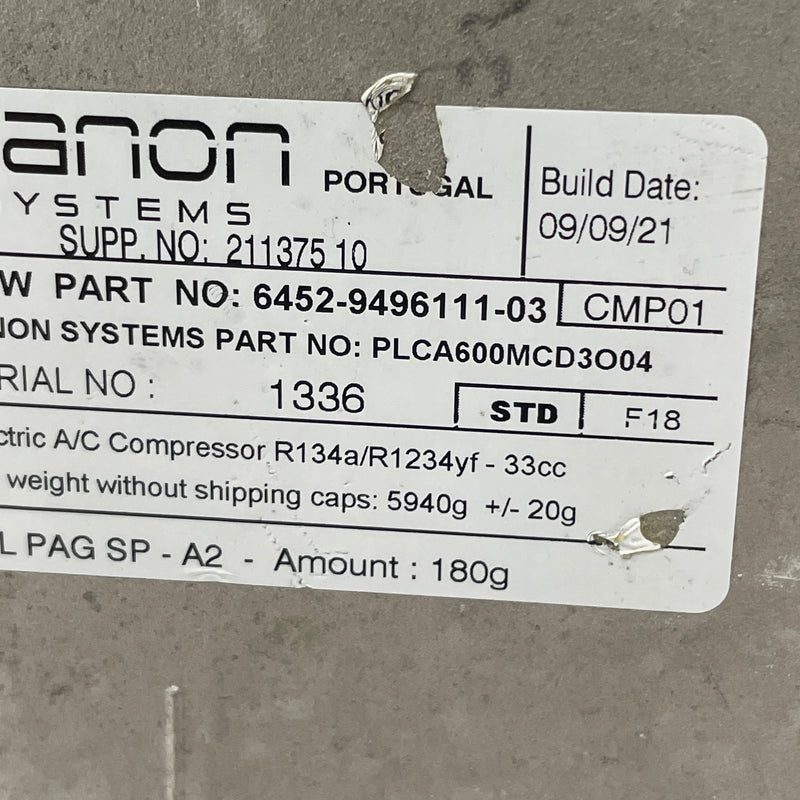 anon
PORTUGAL
YSTEMS
Build Date:
09/09/21
SUPP. NO: 211375 10
W PART NO: 6452-9496111-03
CMP01
NON SYSTEMS PART NO: PLCA600MCD3O04
RIAL NO : 1336
STD
F18
ctric A/C Compressor R134a/R1234yf - 33cc
weight without shipping caps: 5940g +/- 20g
L PAG SP - A2 - Amount : 180g